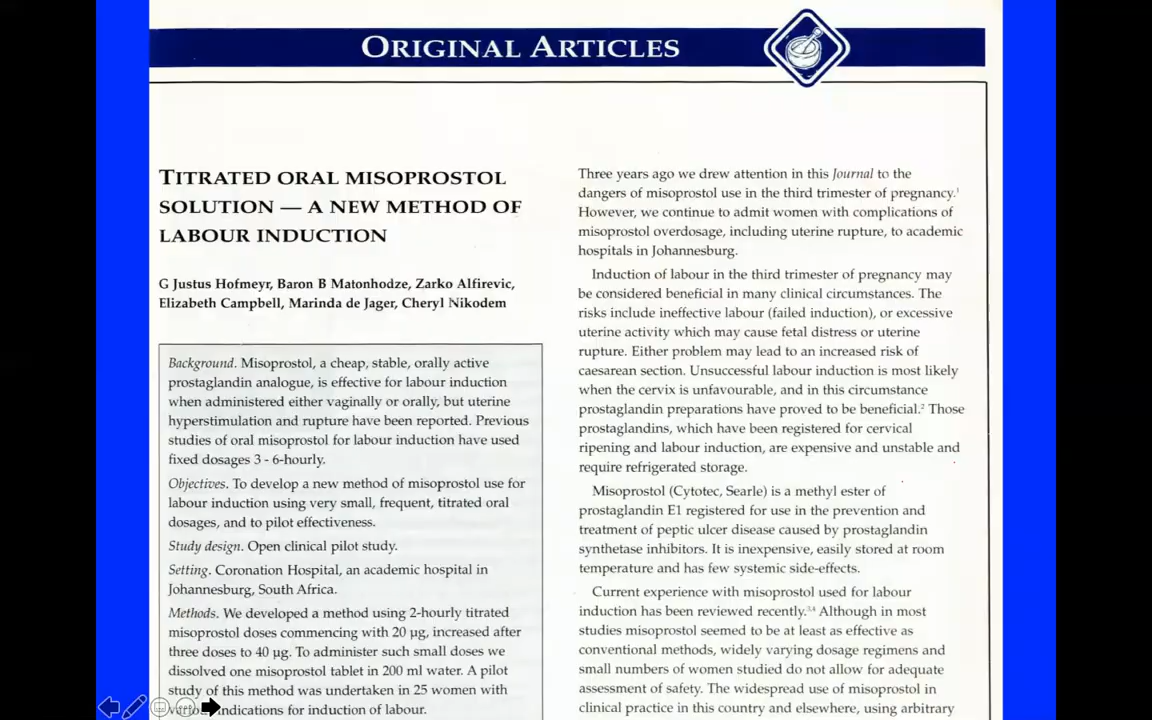 ORIGINAL ARTICLES
TITRATED ORAL MISOPROSTOL
SOLUTION — A NEW METHOD OF
LABOUR INDUCTION
G Justus Hofmeyr, Baron B Matonhodze, Zarko Alfirevic,
Elizabeth Campbell, Marinda de Jager, Cheryl Nikodem
Background. Misoprostol, a cheap, stable, orally active
prostaglandin analogue, is effective for labour induction
when administered either vaginally or orally, but uterine
hyperstimulation and rupture have been reported. Previous
studies of oral misoprostol for labour induction have used
fixed dosages 3 - 6-hourly.
Objectives. To develop a new method of misoprostol use for
labour induction using very small, frequent, titrated oral
dosages, and to pilot effectiveness.
Study design. Open clinical pilot study.
Setting. Coronation Hospital, an academic hospital in
Johannesburg, South Africa.
Methods. We developed a method using 2-hourly titrated
misoprostol doses commencing with 20 µg, increased after
three doses to 40 µg. To administer such small doses we
dissolved one misoprostol tablet in 200 ml water. A pilot
study of this method was undertaken in 25 women with
indications for induction of labour.
Three years ago we drew attention in this Journal to the
dangers of misoprostol use in the third trimester of pregnancy.¹
However, we continue to admit women with complications of
misoprostol overdosage, including uterine rupture, to academic
hospitals in Johannesburg.
Induction of labour in the third trimester of pregnancy may
be considered beneficial in many clinical circumstances. The
risks include ineffective labour (failed induction), or excessive
uterine activity which may cause fetal distress or uterine
rupture. Either problem may lead to an increased risk of
caesarean section. Unsuccessful labour induction is most likely
when the cervix is unfavourable, and in this circumstance
prostaglandin preparations have proved to be beneficial.² Those
prostaglandins, which have been registered for cervical
ripening and labour induction, are expensive and unstable and
require refrigerated storage.
Misoprostol (Cytotec, Searle) is a methyl ester of
prostaglandin E1 registered for use in the prevention and
treatment of peptic ulcer disease caused by prostaglandin
synthetase inhibitors. It is inexpensive, easily stored at room
temperature and has few systemic side-effects.
Current experience with misoprostol used for labour
induction has been reviewed recently.³,⁴ Although in most
studies misoprostol seemed to be at least as effective as
conventional methods, widely varying dosage regimens and
small numbers of women studied do not allow for adequate
assessment of safety. The widespread use of misoprostol in
clinical practice in this country and elsewhere, using arbitrary